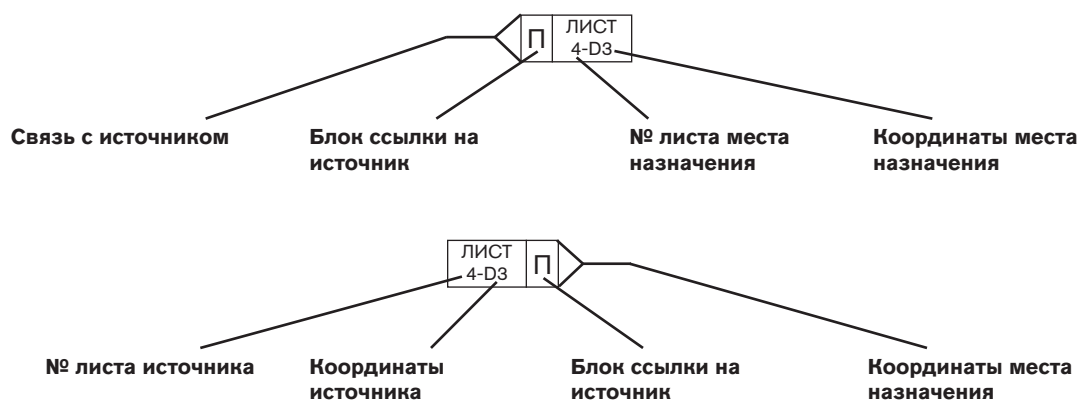 П
ЛИСТ
4-D3
Связь с источником
Блок ссылки на
источник
№ листа места
назначения
Координаты места
назначения
ЛИСТ
4-D3
П
№ листа источника
Координаты
источника
Блок ссылки на
источник
Координаты места
назначения